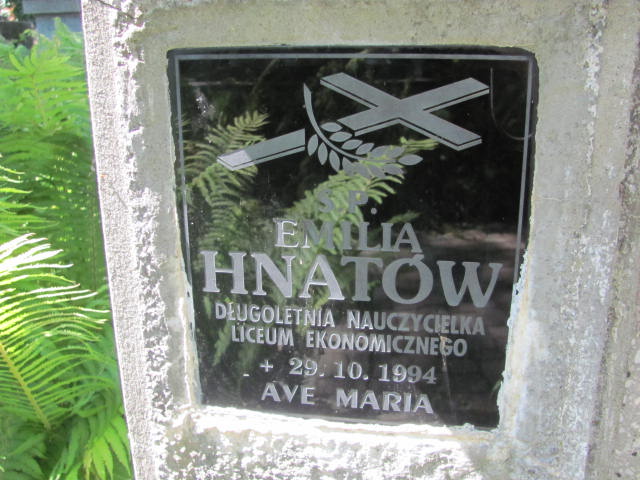 Ś.P.
EMILIA
HNATÓW
DŁUGOLETNIA NAUCZYCIELKA
LICEUM EKONOMICZNEGO
+ 29. 10. 1994
AVE MARIA